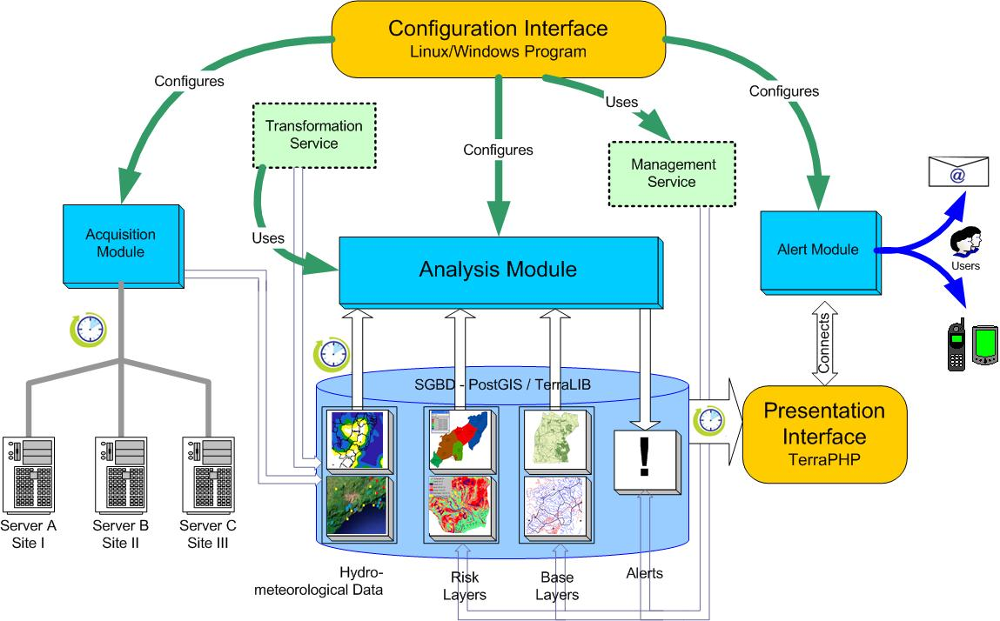 Configuration Interface
Linux/Windows Program
Configures
Configures
Uses
Transformation
Service
Configures
Management
Service
@
Acquisition
Module
Uses
Analysis Module
Alert Module
Users
Connects
SGBD - PostGIS / TerraLIB
Presentation
Interface
TerraPHP
!
Server A
Site I
Server B
Site II
Server C
Site III
Hydro-
meteorological Data
Risk
Layers
Base
Layers
Alerts